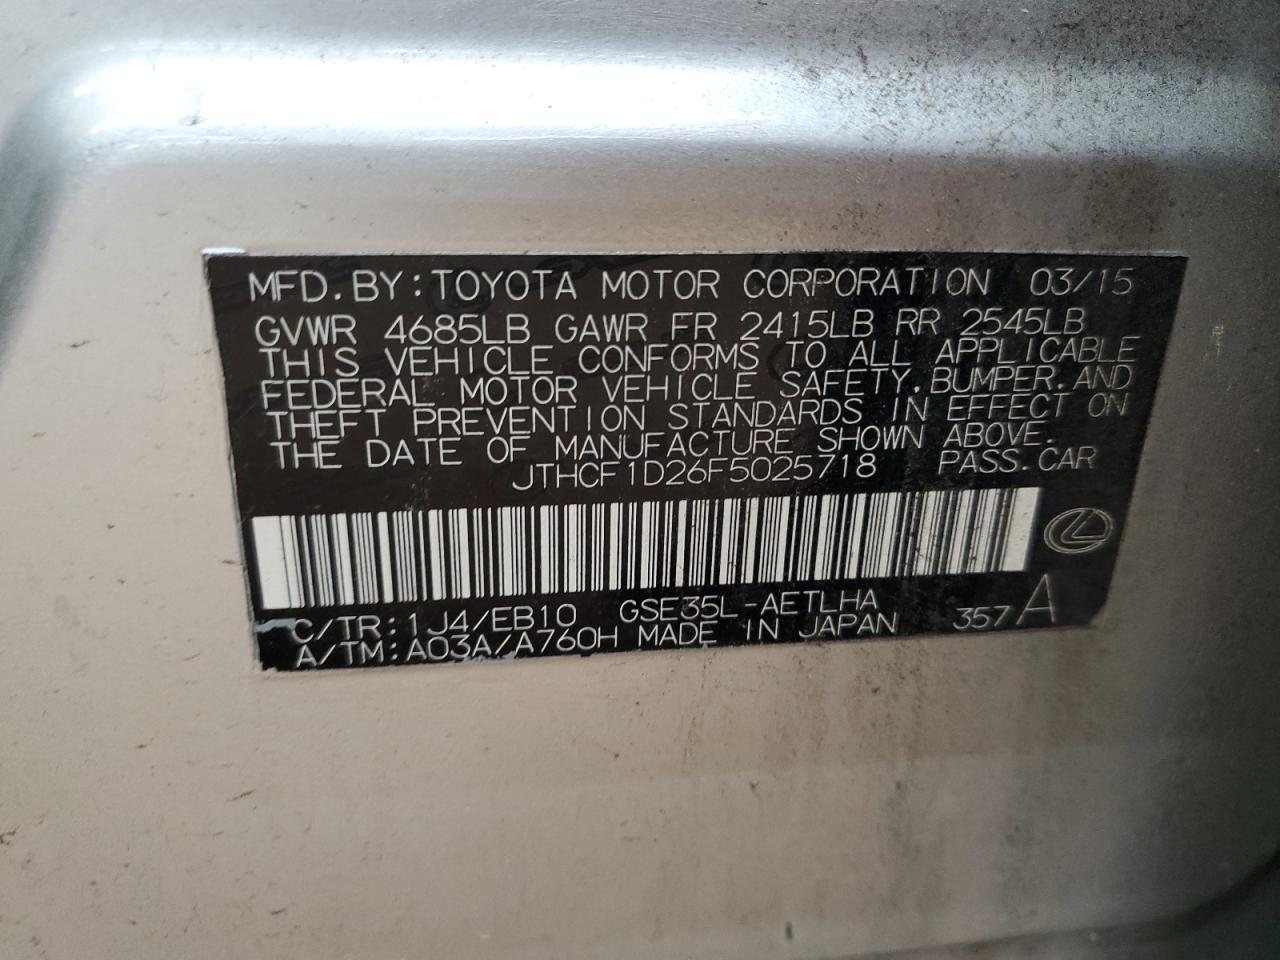 MFD.BY:TOYOTA MOTOR CORPORATION 03/15
GVWR 4685LB GAWR FR 2415LB RR 2545LB
THIS VEHICLE CONFORMS TO ALL APPLICABLE
FEDERAL MOTOR VEHICLE SAFETY,BUMPER,AND
THEFT PREVENTION STANDARDS IN EFFECT ON
THE DATE OF MANUFACTURE SHOWN ABOVE.
JTHCF1D26F5025718 PASS.CAR
C/TR:1J4/EB10 GSE35L-AETLHA
A/TM:A03A/A760H MADE IN JAPAN 357A